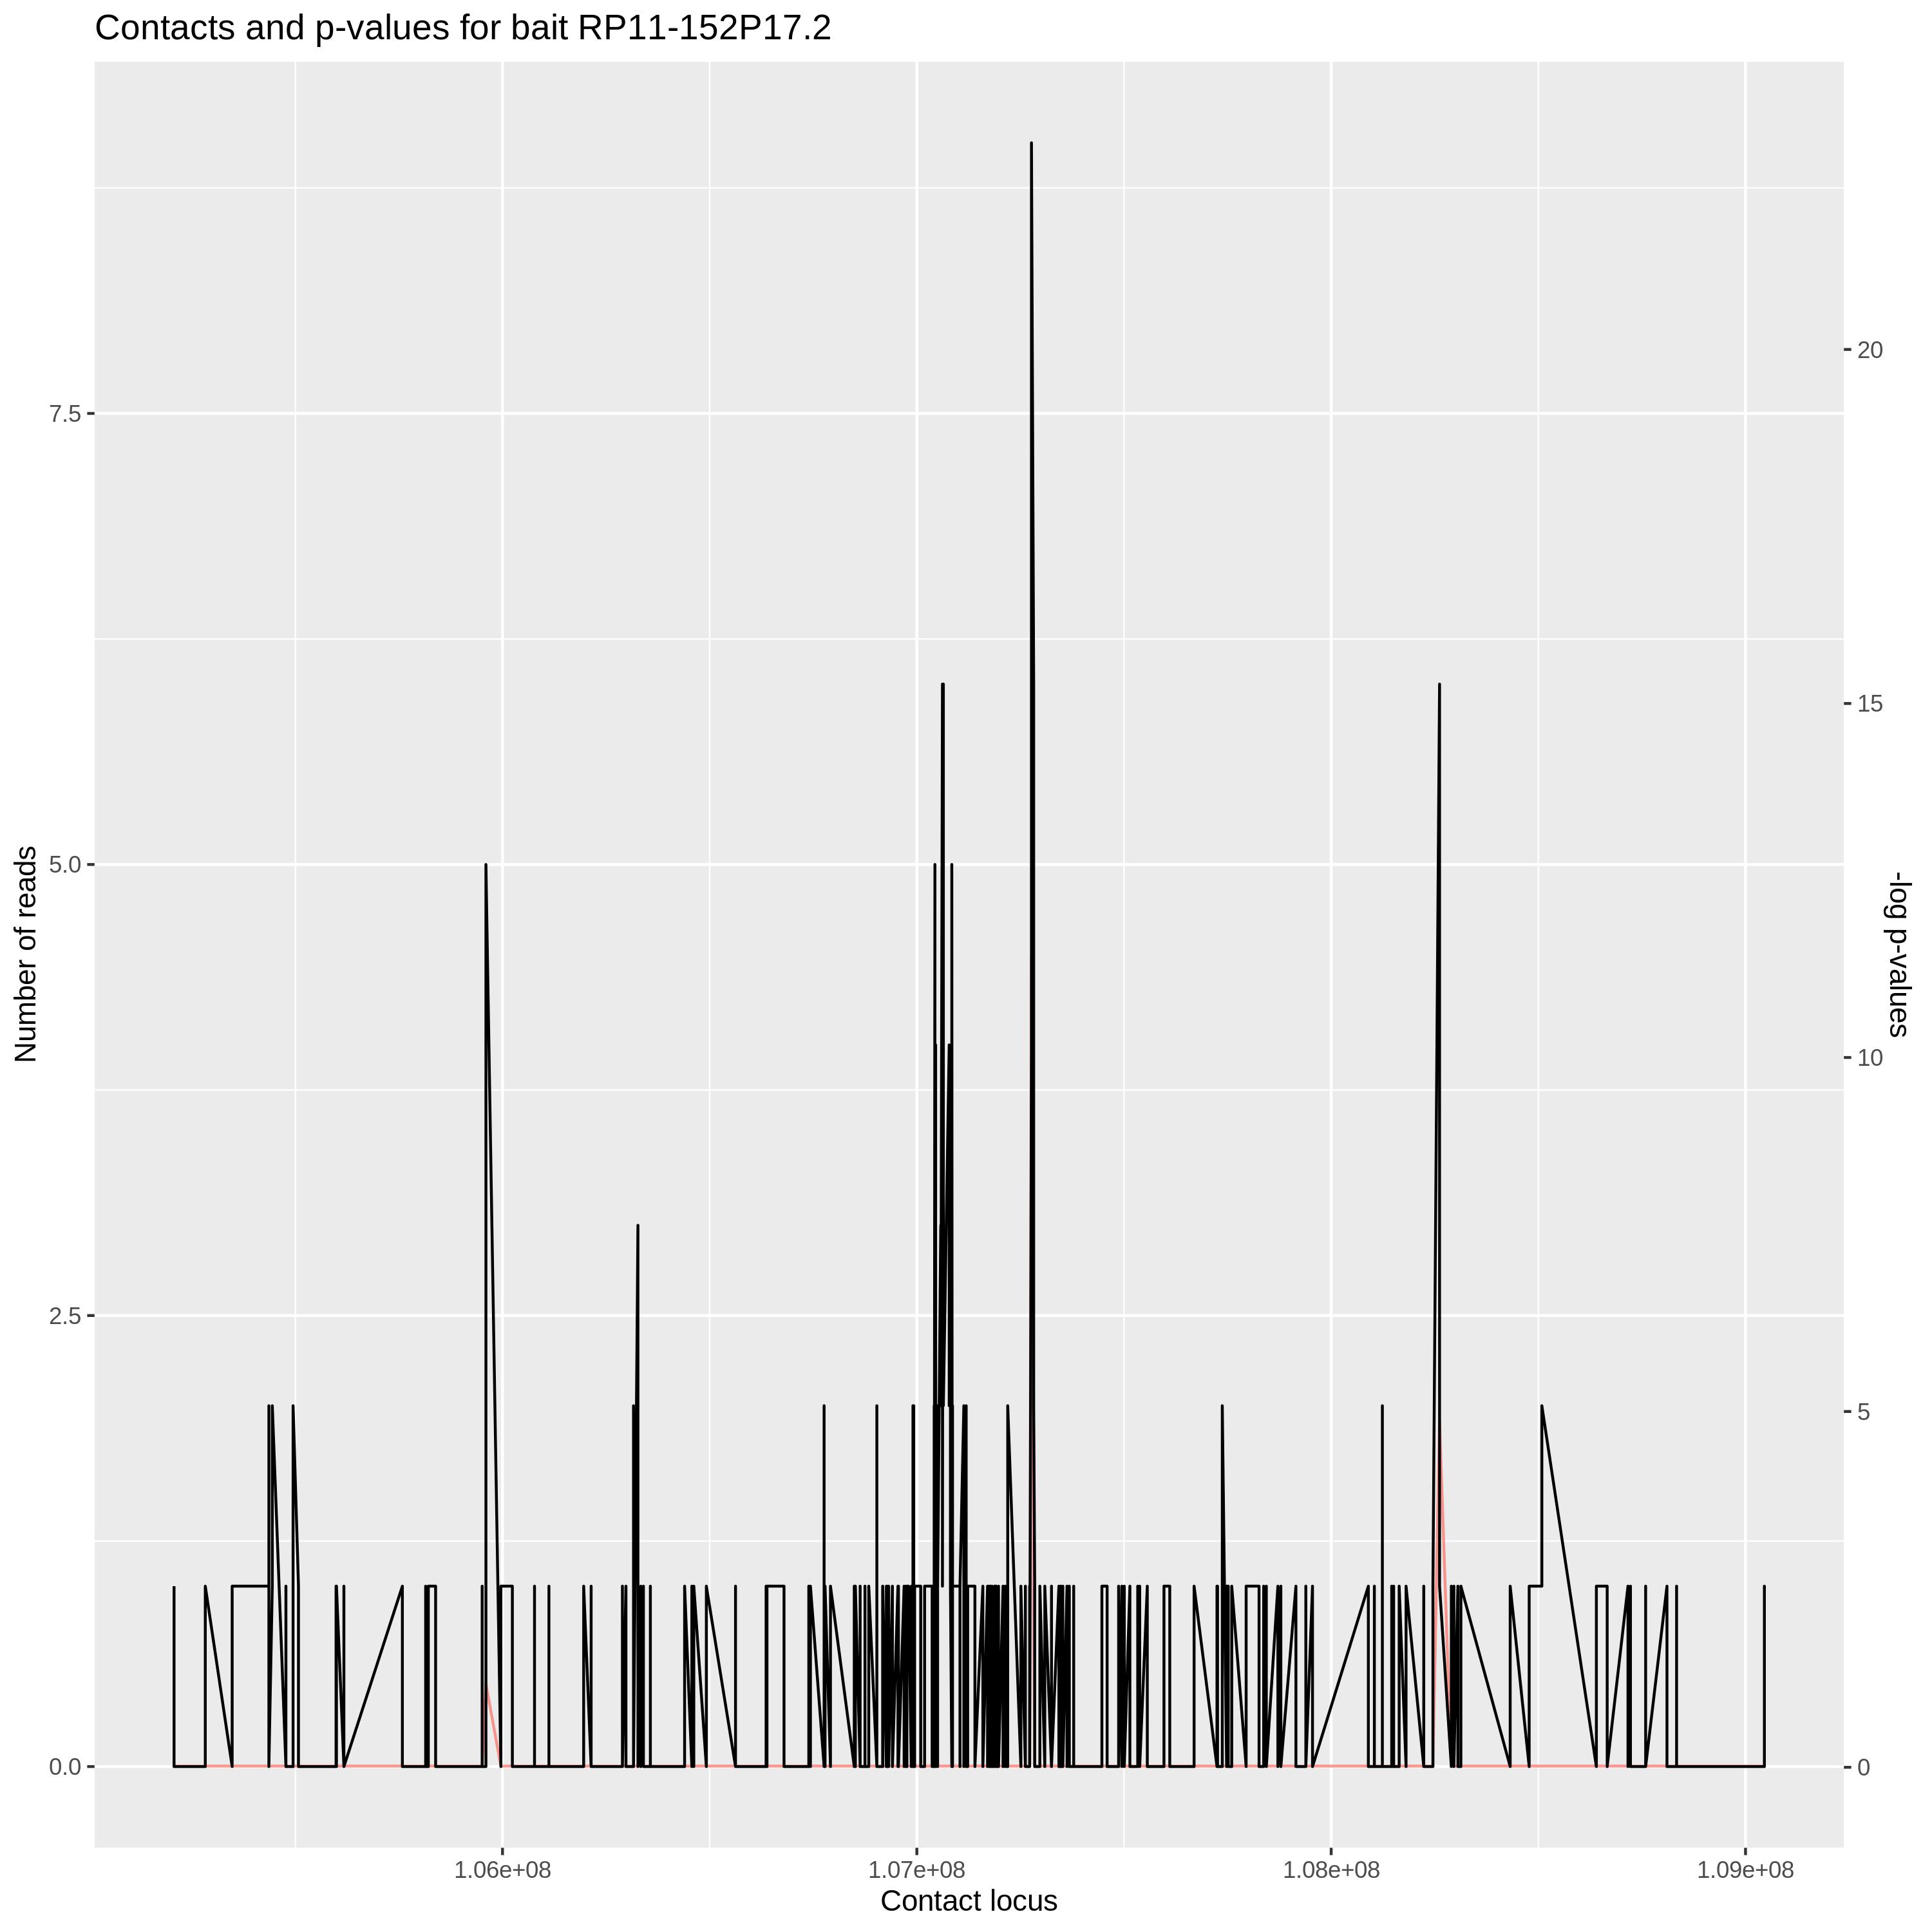 Contacts and p-values for bait RP11-152P17.2
Number of reads
7.5
5.0
2.5
0.0
20
15
10
5
0
-log p-values
1.06e+08
1.07e+08
1.08e+08
1.09e+08
Contact locus